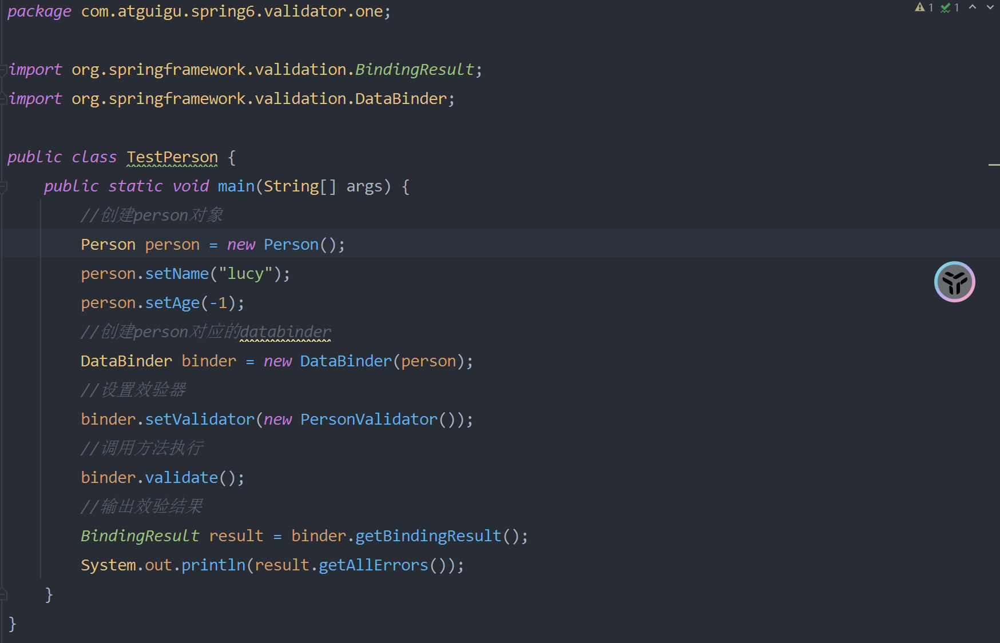 package com.atguigu.spring6.validator.one;
1 1
import org.springframework.validation.BindingResult;
import org.springframework.validation.DataBinder;
public class TestPerson {
public static void main(String[] args) {
//创建person对象
Person person = new Person();
person.setName("lucy");
person.setAge(-1);
//创建person对应的databinder
DataBinder binder = new DataBinder(person);
//设置效验器
binder.setValidator(new PersonValidator());
//调用方法执行
binder.validate();
//输出效验结果
BindingResult result = binder.getBindingResult();
System.out.println(result.getAllErrors());
}
}